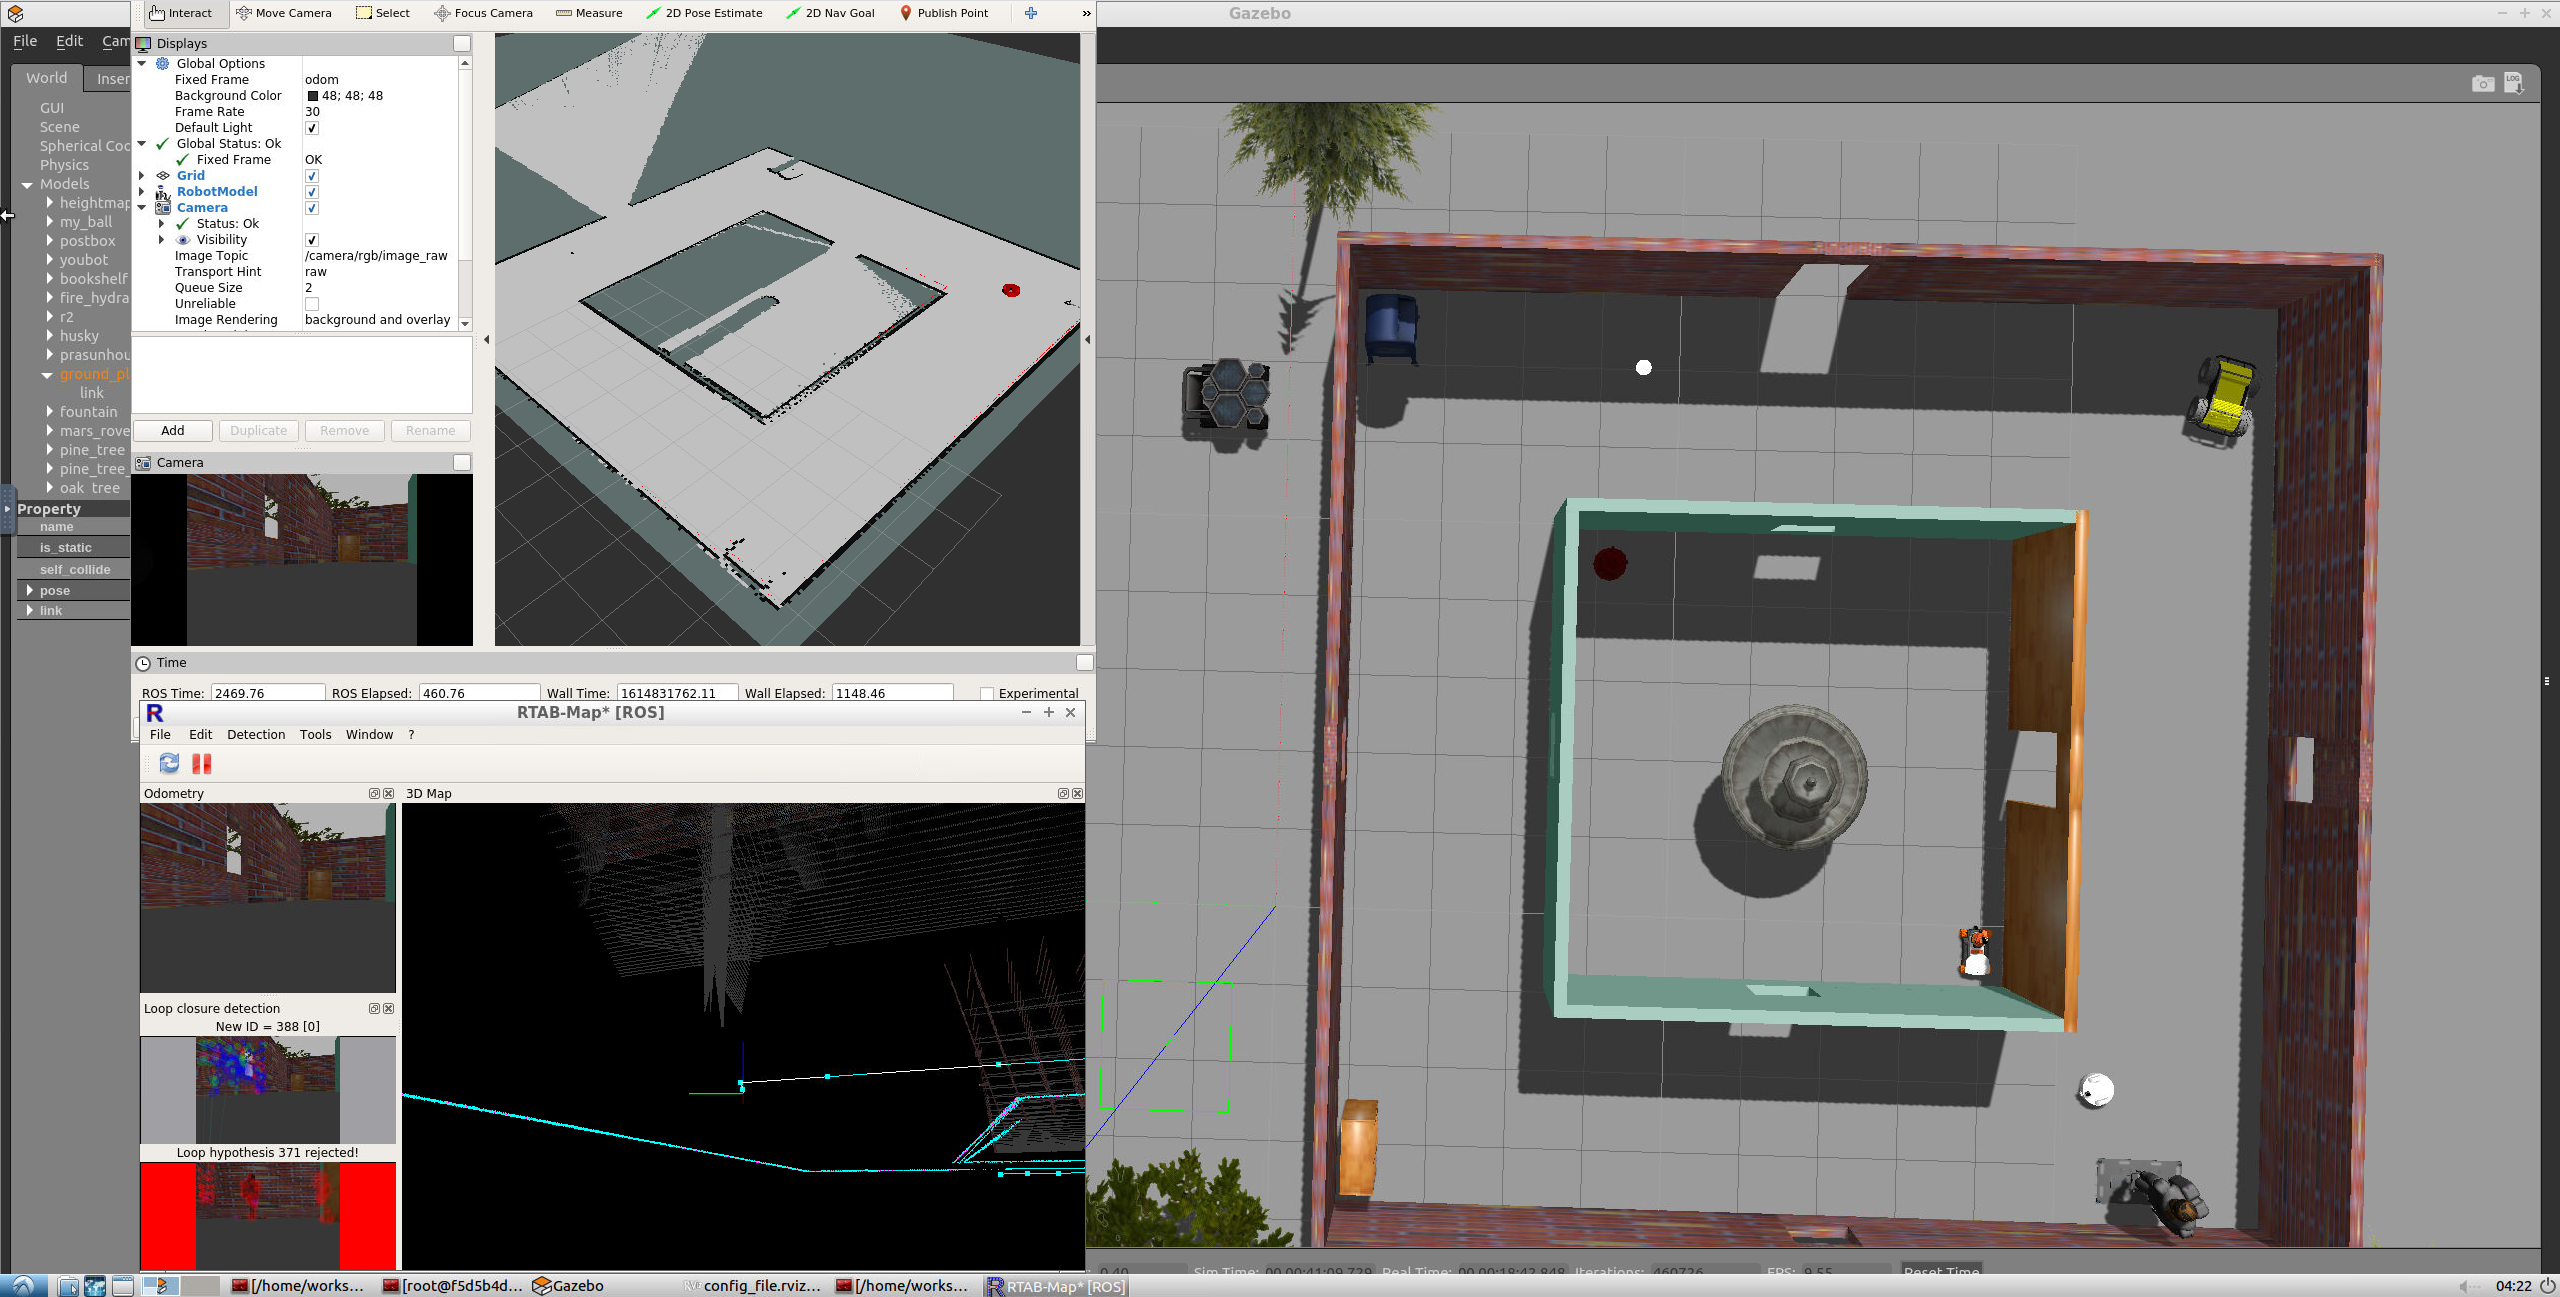 Gazebo
File Edit Cam
World Inser
GUI
Scene
Spherical Coo
Physics
Models
heightmap
my_ball
postbox
youbot
bookshelf
fire_hydra
r2
husky
prasunhou
ground_pl
link
fountain
mars_rove
pine_tree
pine_tree
oak_tree
Property
name
is_static
self_collide
pose
link
Interact Move Camera Select Focus Camera Measure 2D Pose Estimate 2D Nav Goal Publish Point »
Displays
Global Options
Fixed Frame odom
Background Color 48; 48; 48
Frame Rate 30
Default Light
Global Status: Ok
Fixed Frame OK
Grid
RobotModel
Camera
Status: Ok
Visibility
Image Topic /camera/rgb/image_raw
Transport Hint raw
Queue Size 2
Unreliable
Image Rendering background and overlay
Add Duplicate Remove Rename
Camera
Time
ROS Time: 2469.76 ROS Elapsed: 460.76 Wall Time: 1614831762.11 Wall Elapsed: 1148.46 Experimental
RTAB-Map* [ROS]
File Edit Detection Tools Window ?
Odometry
3D Map
Loop closure detection
New ID = 388 [0]
Loop hypothesis 371 rejected!
LOG
0.40 Sim Time: 00 00:41:09.729 Real Time: 00 00:18:42.848 Iterations: 460726 FPS: 9.55 Reset Time
[/home/works... [root@f5d5b4d... Gazebo config_file.rviz... [/home/works... RTAB-Map* [ROS] 04:22